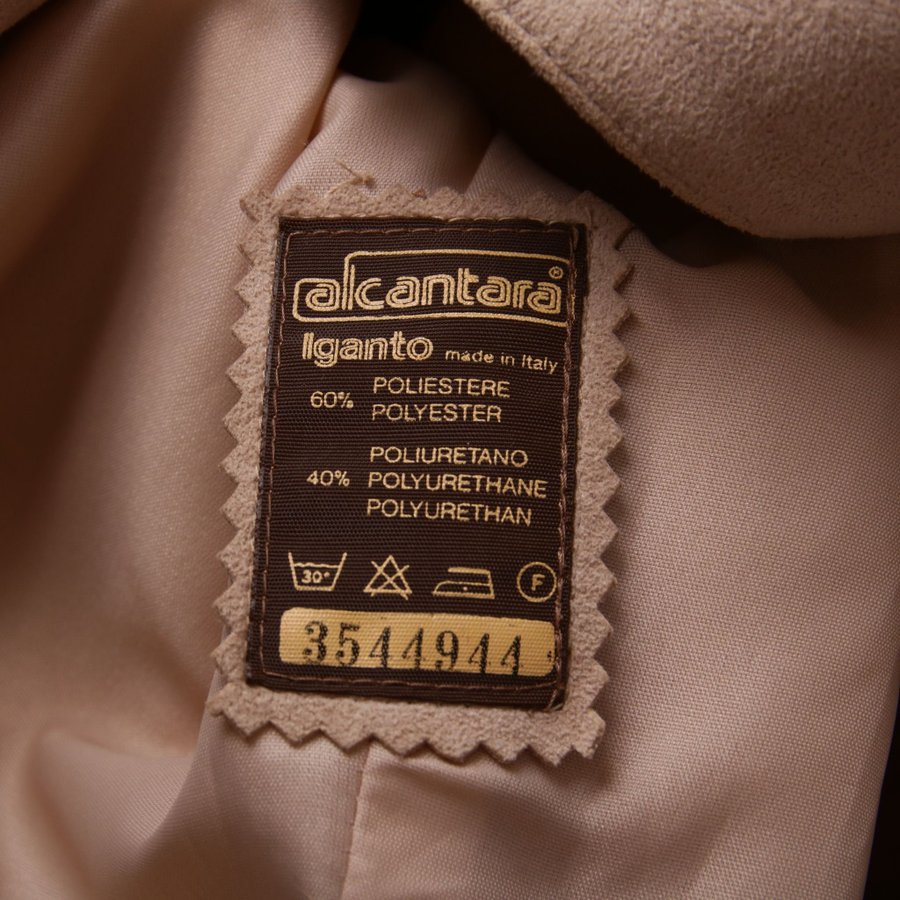 alcantara®
Iganto made in Italy
60% POLIESTERE
POLYESTER
POLIURETANO
40% POLYURETHANE
POLYURETHAN
30° F
3544944